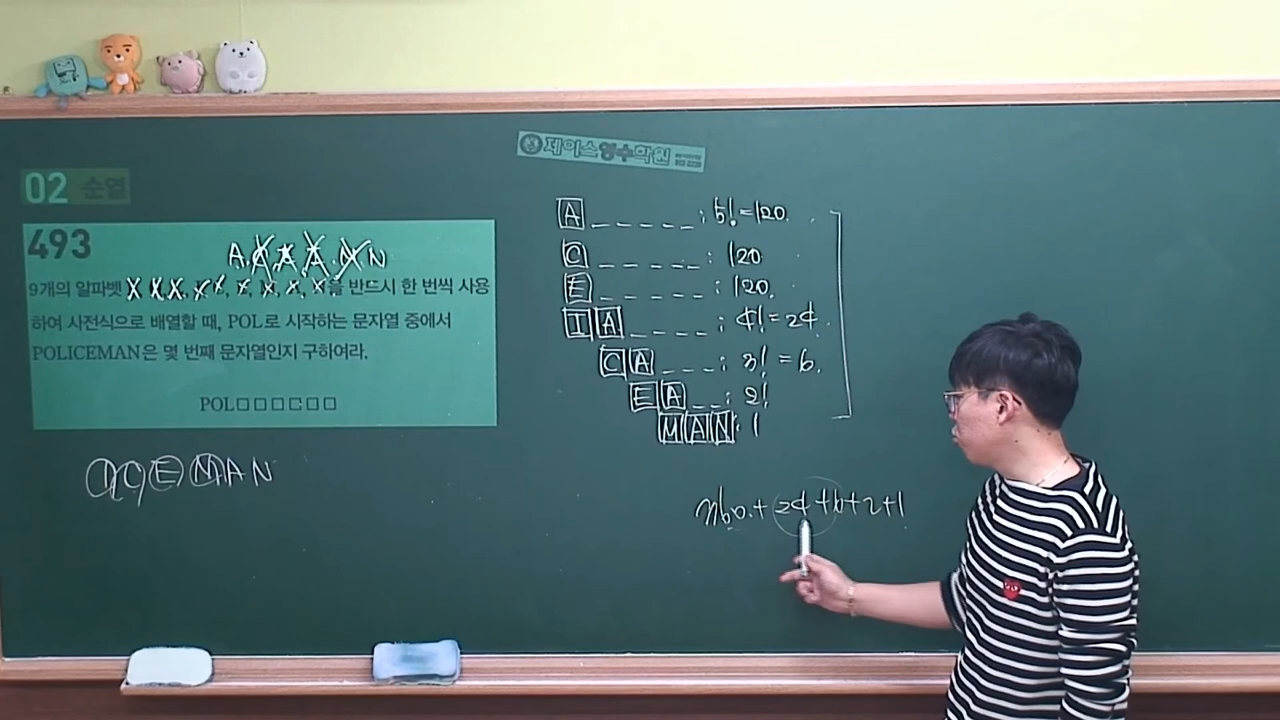 제이스영수학원
02 순열
493
A, N
9개의 알파벳 를 반드시 한 번씩 사용
하여 사전식으로 배열할 때, POL로 시작하는 문자열 중에서
POLICEMAN은 몇 번째 문자열인지 구하여라.
POL□□□□□□
I C E M A N
A _ _ _ _ _ : 5! = 120.
C _ _ _ _ _ : 120
E _ _ _ _ _ : 120.
I A _ _ _ _ : 4! = 24.
C A _ _ _ : 3! = 6.
E A _ _ : 2!
M A N : 1
360 + 24 + 6 + 2 + 1